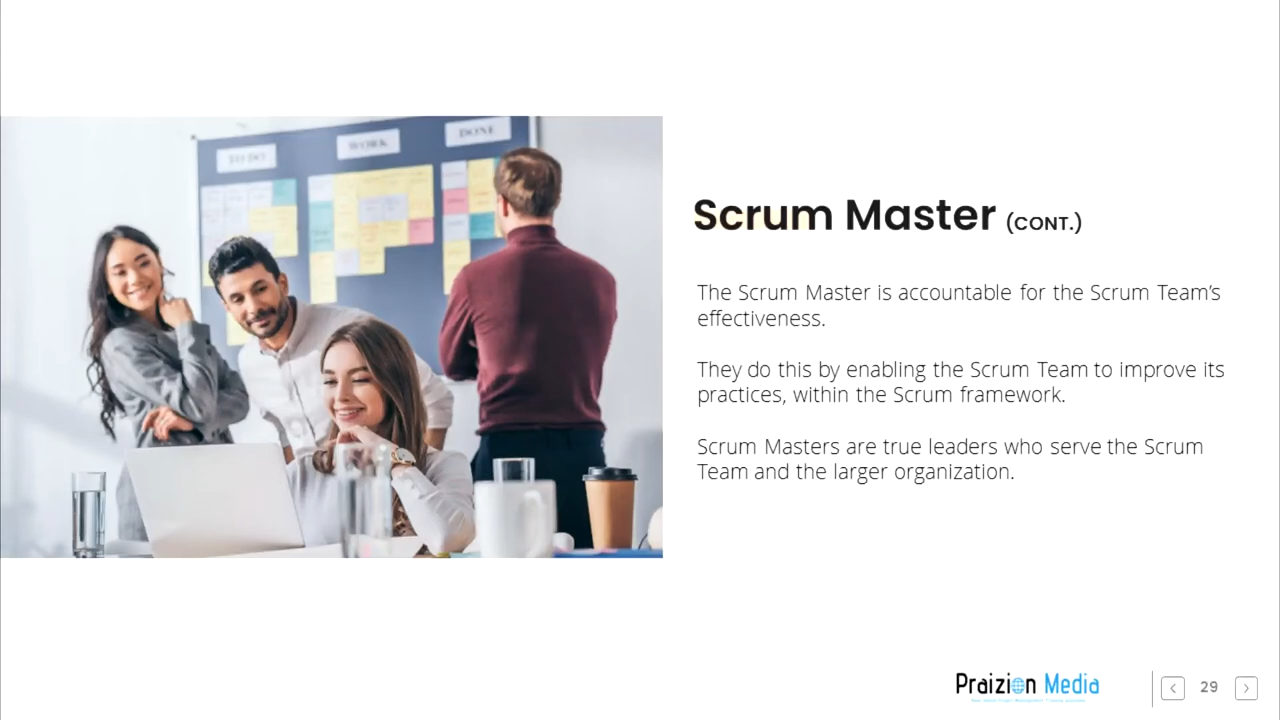 TO DO
WORK
DONE
Scrum Master (CONT.)
The Scrum Master is accountable for the Scrum Team’s
effectiveness.
They do this by enabling the Scrum Team to improve its
practices, within the Scrum framework.
Scrum Masters are true leaders who serve the Scrum
Team and the larger organization.
Praizion Media
29